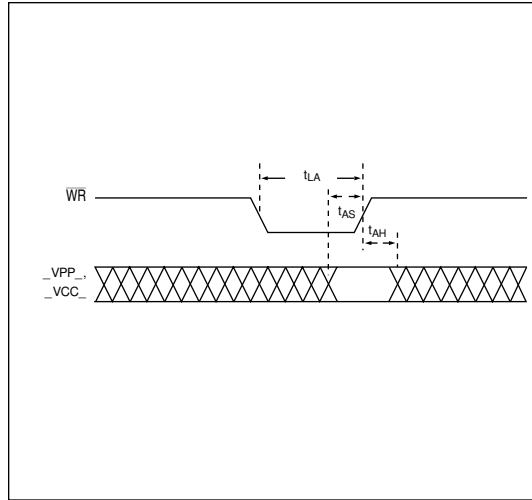 tLA
WR
tAS
tAH
_VPP_,
_VCC_